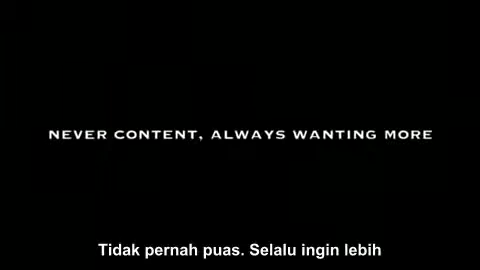 NEVER CONTENT, ALWAYS WANTING MORE
Tidak pernah puas. Selalu ingin lebih